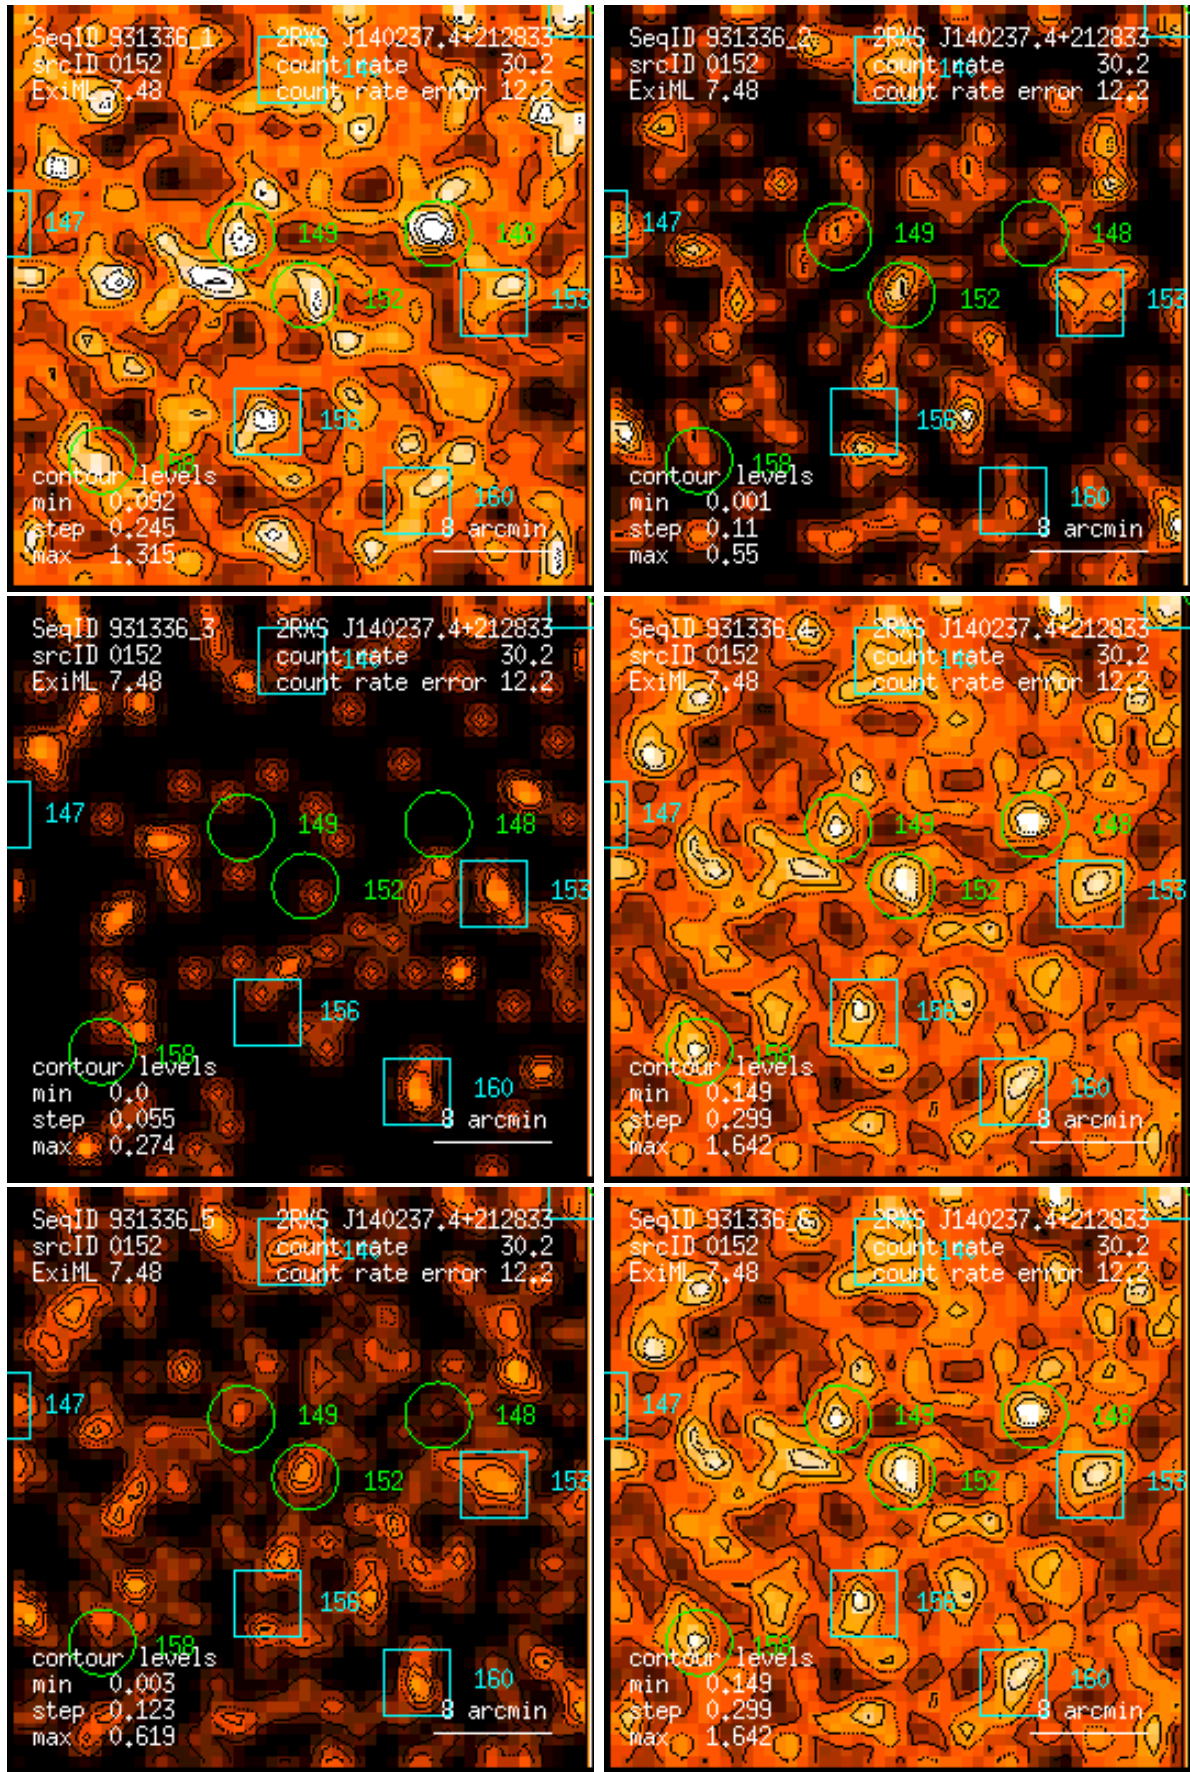 SeqID 931336_1 2RXS J140237.4+212833
srcID 0152 count rate 30.2
ExiML 7.48 count rate error 12.2
147
149
148
152
153
156
158
contour levels
min 0.092
160
step 0.245
8 arcmin
max 1.315
SeqID 931336_2 2RXS J140237.4+212833
srcID 0152 count rate 30.2
ExiML 7.48 count rate error 12.2
147
149
148
152
153
156
158
contour levels
min 0.001
160
step 0.11
8 arcmin
max 0.55
SeqID 931336_3 2RXS J140237.4+212833
srcID 0152 count rate 30.2
ExiML 7.48 count rate error 12.2
147
149
148
152
153
156
158
contour levels
min 0.0
160
step 0.055
8 arcmin
max 0.274
SeqID 931336_4 2RXS J140237.4+212833
srcID 0152 count rate 30.2
ExiML 7.48 count rate error 12.2
147
149
148
152
153
156
158
contour levels
min 0.149
160
step 0.299
8 arcmin
max 1.642
SeqID 931336_5 2RXS J140237.4+212833
srcID 0152 count rate 30.2
ExiML 7.48 count rate error 12.2
147
149
148
152
153
156
158
contour levels
min 0.003
160
step 0.123
8 arcmin
max 0.619
SeqID 931336_6 2RXS J140237.4+212833
srcID 0152 count rate 30.2
ExiML 7.48 count rate error 12.2
147
149
148
152
153
156
158
contour levels
min 0.149
160
step 0.299
8 arcmin
max 1.642